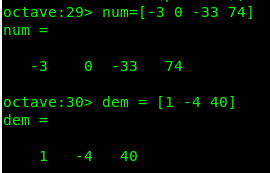 octave:29> num=[-3 0 -33 74]
num =
-3 0 -33 74
octave:30> dem = [1 -4 40]
dem =
1 -4 40